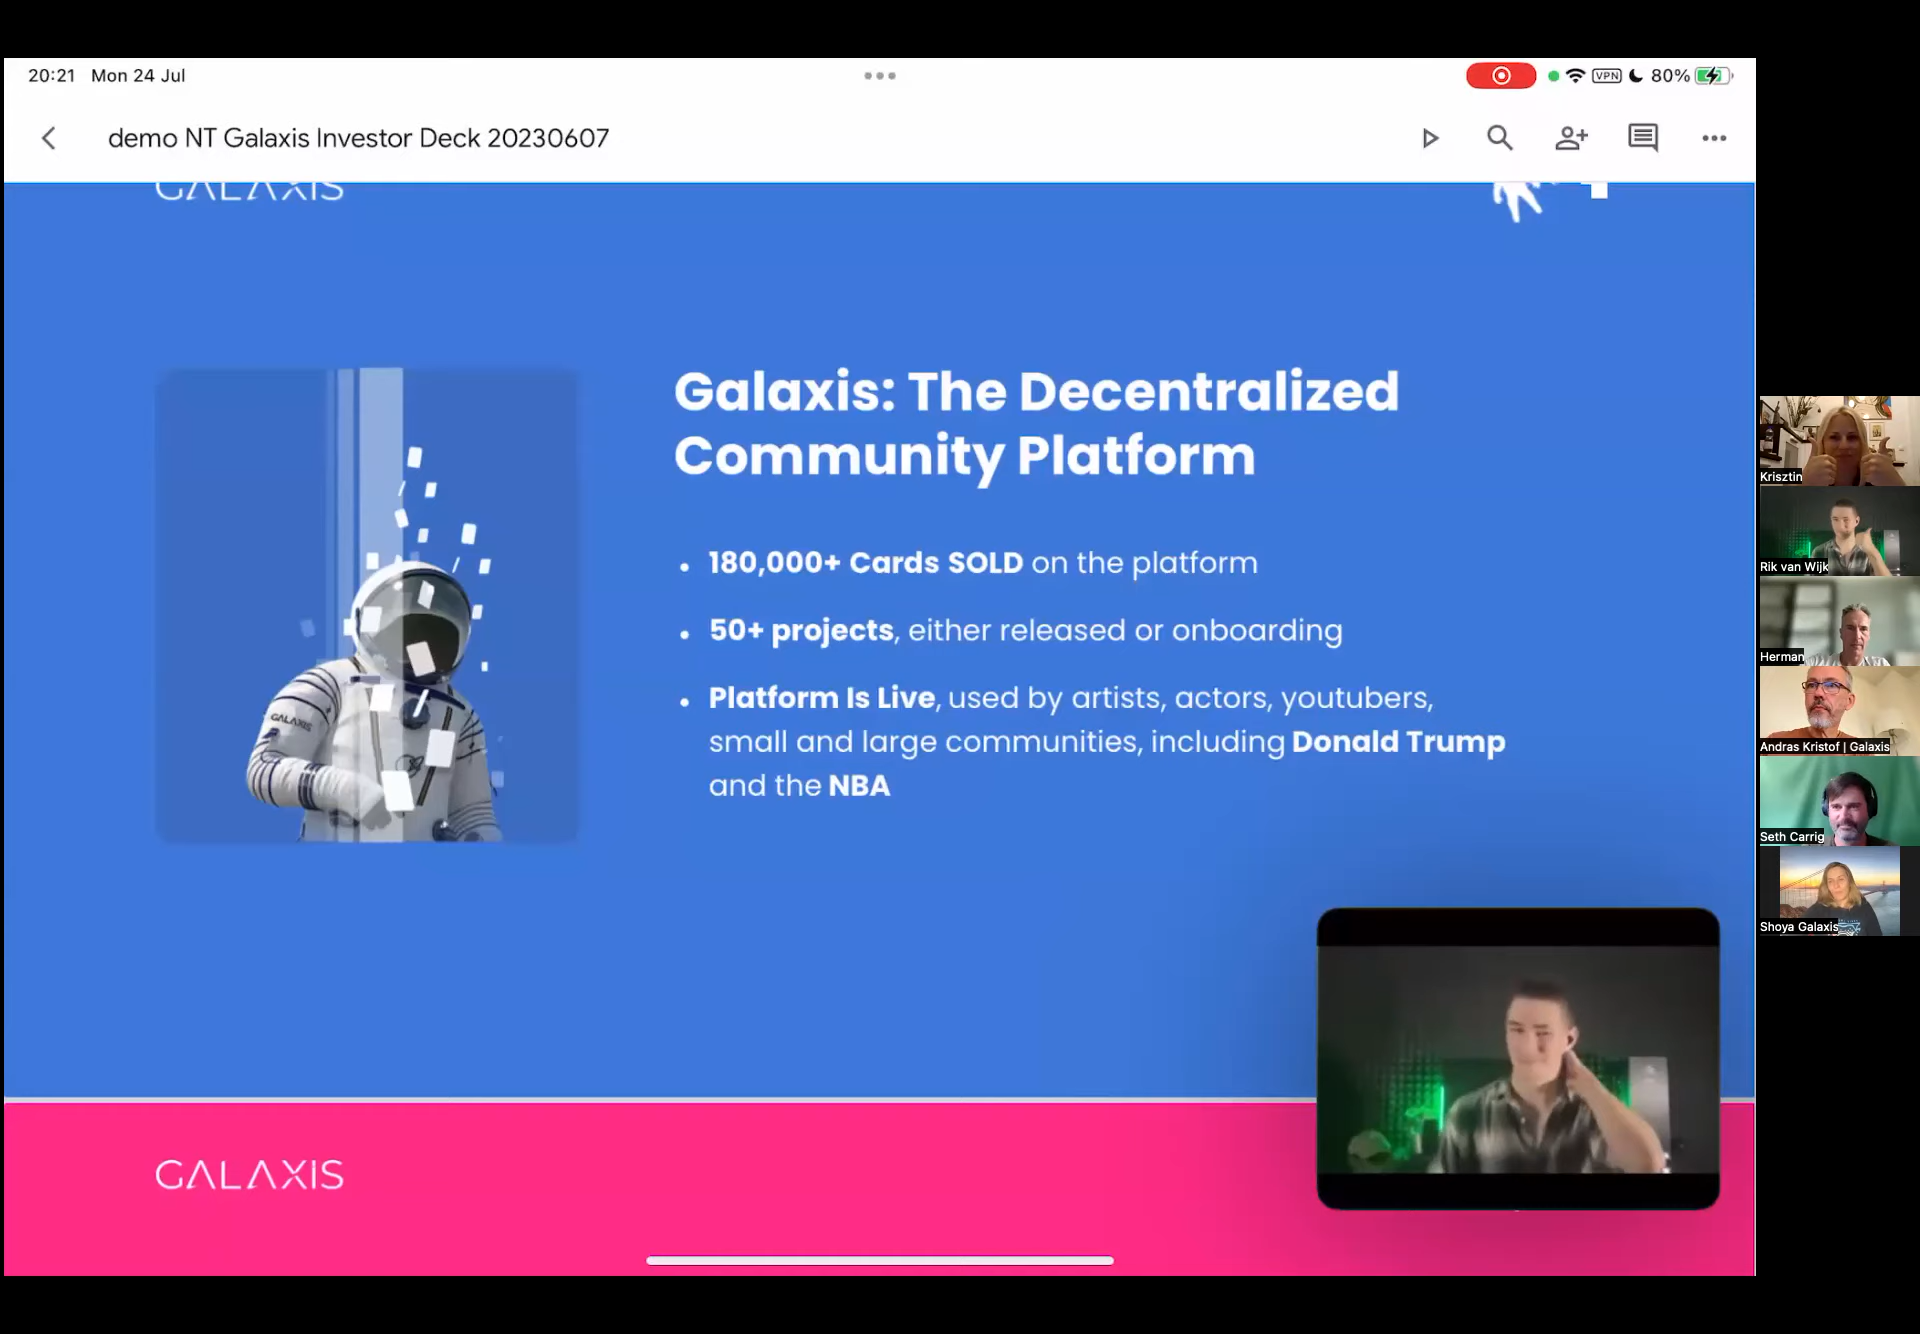 20:21 Mon 24 Jul
VPN 80%
demo NT Galaxis Investor Deck 20230607
GALAXIS
Galaxis: The Decentralized
Community Platform
GALAXIS
180,000+ Cards SOLD on the platform
50+ projects, either released or onboarding
Platform Is Live, used by artists, actors, youtubers,
small and large communities, including Donald Trump
and the NBA
GALAXIS
Krisztin
Rik van Wijk
Herman
Andras Kristof | Galaxis
Seth Carrig
Shoya Galaxis